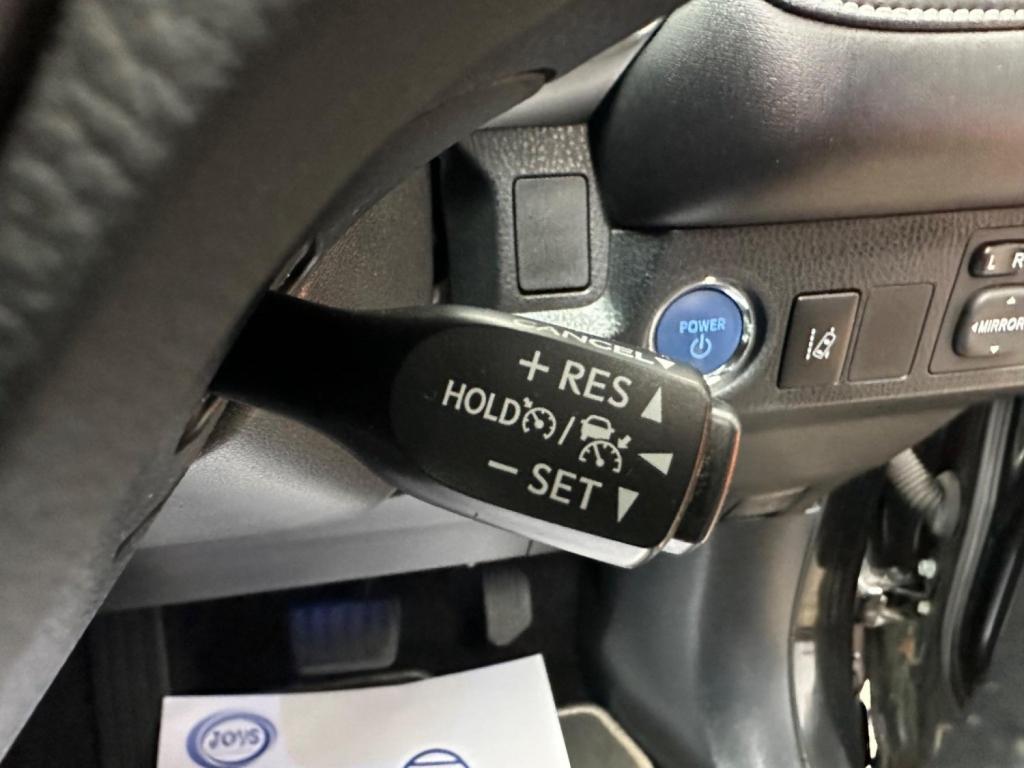 CANCEL
+ RES
HOLD /
− SET
POWER
L R
MIRROR
JOYS